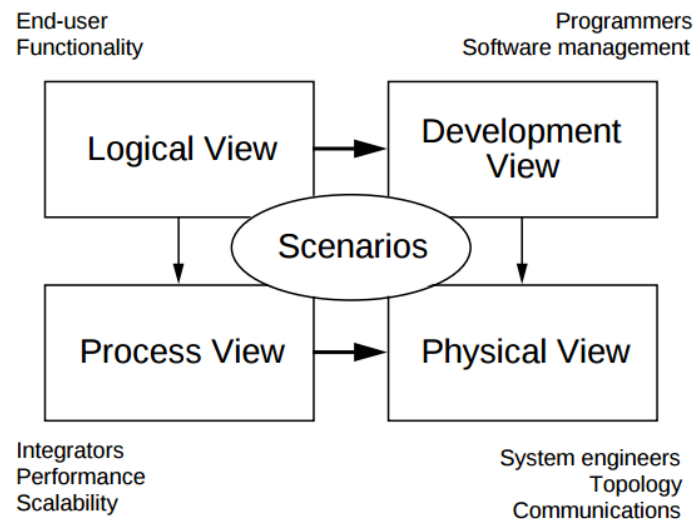 End-user
Functionality
Programmers
Software management
Logical View
Development
View
Scenarios
Process View
Physical View
Integrators
Performance
Scalability
System engineers
Topology
Communications